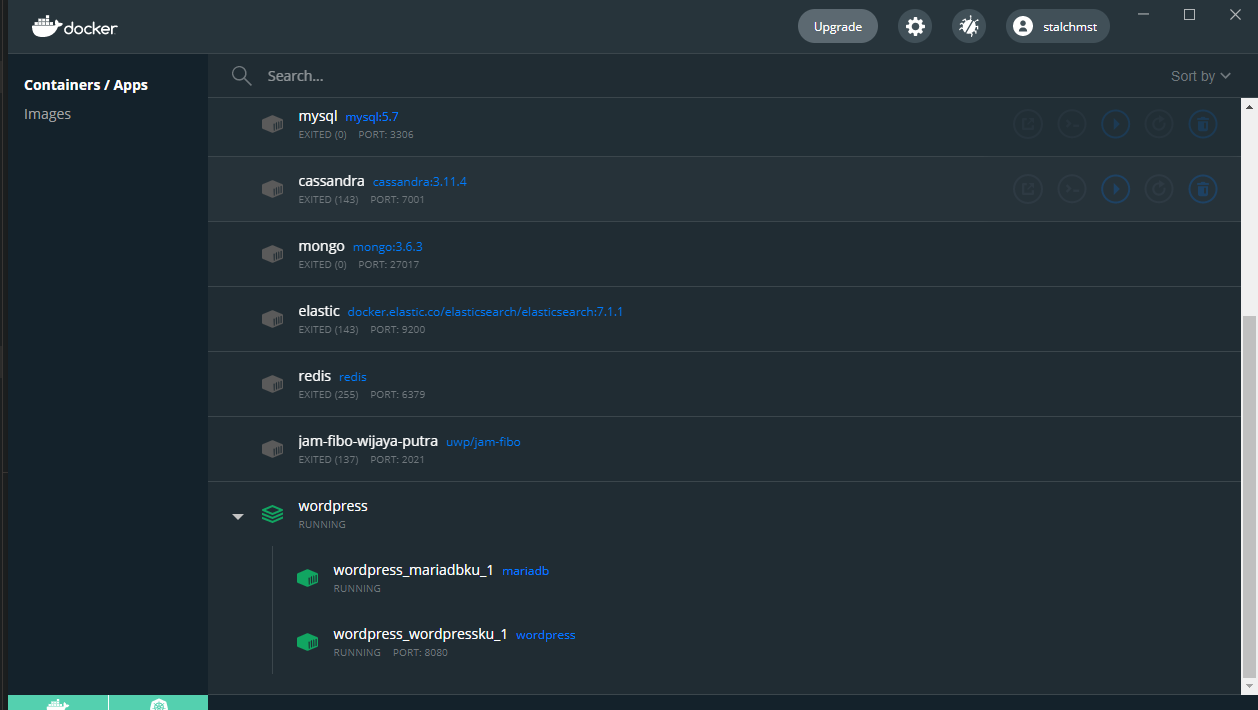 docker
Upgrade
stalchmst
Containers / Apps
Images
Search...
Sort by
mysql mysql:5.7
EXITED (0) PORT: 3306
cassandra cassandra:3.11.4
EXITED (143) PORT: 7001
mongo mongo:3.6.3
EXITED (0) PORT: 27017
elastic docker.elastic.co/elasticsearch/elasticsearch:7.1.1
EXITED (143) PORT: 9200
redis redis
EXITED (255) PORT: 6379
jam-fibo-wijaya-putra uwp/jam-fibo
EXITED (137) PORT: 2021
wordpress
RUNNING
wordpress_mariadbku_1 mariadb
RUNNING
wordpress_wordpressku_1 wordpress
RUNNING PORT: 8080